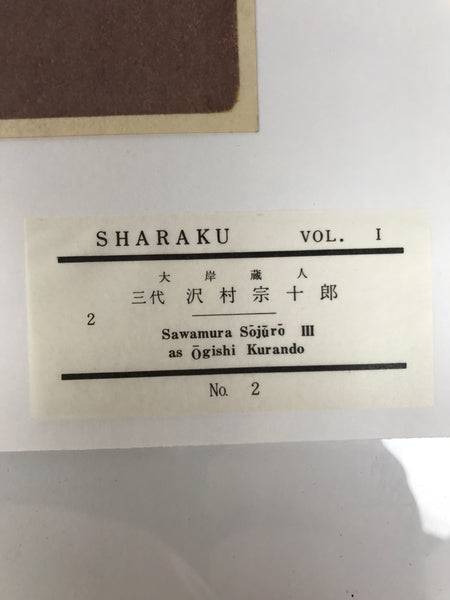 SHARAKU VOL. I
大岸蔵人
三代 沢村宗十郎
2
Sawamura Sōjūrō III
as Ōgishi Kurando
No. 2